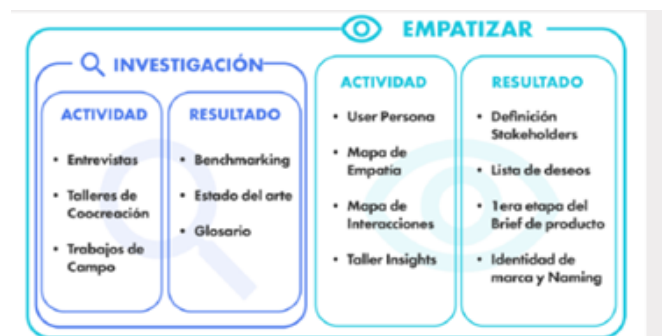 EMPATIZAR
INVESTIGACIÓN
ACTIVIDAD
• Entrevistas
• Talleres de
Coocreación
• Trabajos de
Campo
RESULTADO
• Benchmarking
• Estado del arte
• Glosario
ACTIVIDAD
• User Persona
• Mapa de
Empatía
• Mapa de
Interacciones
• Taller Insights
RESULTADO
• Definición
Stakeholders
• Lista de deseos
• 1era etapa del
Brief de producto
• Identidad de
marca y Naming